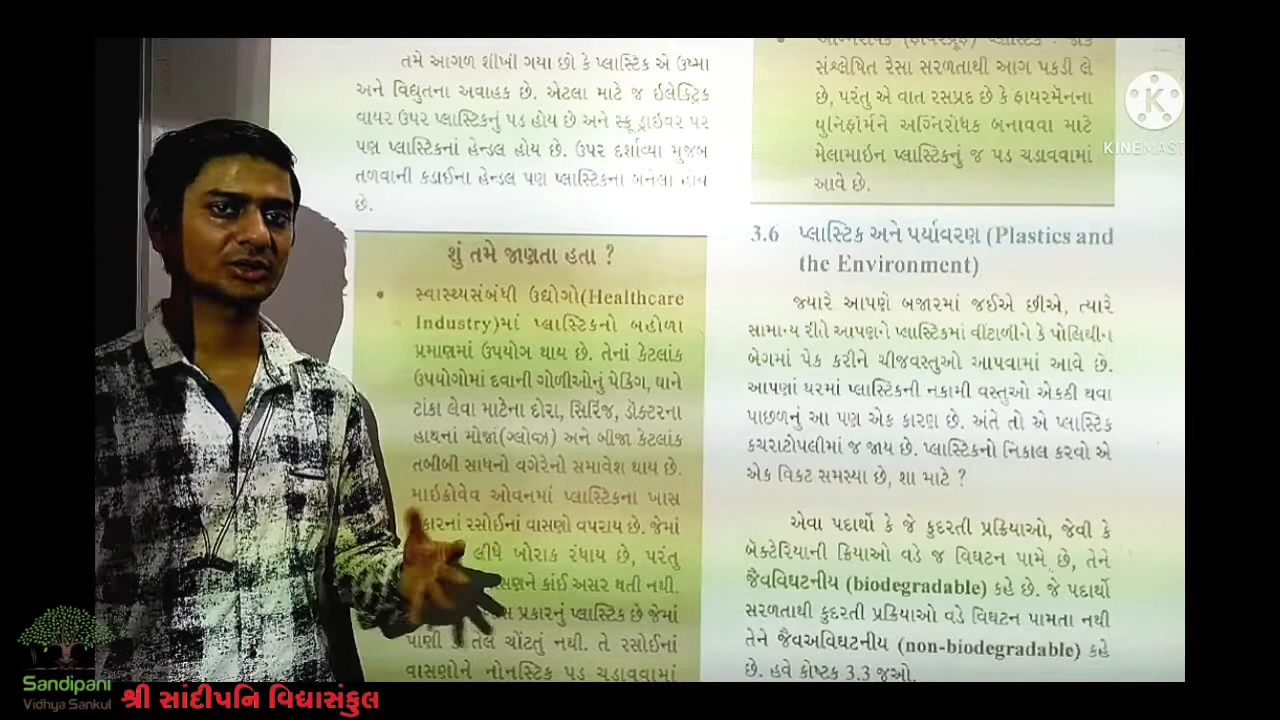 તમે આગળ શીખી ગયા છો કે પ્લાસ્ટિક એ ઉષ્મા
અને વિદ્યુતના અવાહક છે. એટલા માટે જ ઇલેક્ટ્રિક
વાયર ઉપર પ્લાસ્ટિકનું પડ હોય છે અને સ્ક્રૂ ડ્રાઇવર પર
પણ પ્લાસ્ટિકનાં હેન્ડલ હોય છે. ઉપર દર્શાવ્યા મુજબ
તળવાની કડાઈના હેન્ડલ પણ પ્લાસ્ટિકના બનેલા હોય
છે.
શું તમે જાણતા હતા ?
• સ્વાસ્થ્યસંબંધી ઉદ્યોગો(Healthcare
Industry)માં પ્લાસ્ટિકનો બહોળા
પ્રમાણમાં ઉપયોગ થાય છે. તેનાં કેટલાંક
ઉપયોગોમાં દવાની ગોળીઓનું પેકિંગ, ઘાને
ટાંકા લેવા માટેના દોરા, સિરિંજ, ડૉક્ટરના
હાથનાં મોજાં(ગ્લોવ્ઝ) અને બીજા કેટલાંક
તબીબી સાધનો વગેરેનો સમાવેશ થાય છે.
માઇક્રોવેવ ઓવનમાં પ્લાસ્ટિકના ખાસ
રસોઈનાં વાસણો વપરાય છે. જેમાં
લીધે ખોરાક રંધાય છે, પરંતુ
કાંઈ અસર થતી નથી.
પ્રકારનું પ્લાસ્ટિક છે જેમાં
પાણી તેલ ચોંટતું નથી. તે રસોઈનાં
વાસણોને નોનસ્ટિક પડ ચડાવવામાં
• અગ્નિરોધક (ફાયરપ્રૂફ) પ્લાસ્ટિક :
સંશ્લેષિત રેસા સરળતાથી આગ પકડી લે
છે, પરંતુ એ વાત રસપ્રદ છે કે ફાયરમૅનના
યુનિફૉર્મને અગ્નિરોધક બનાવવા માટે
મેલામાઇન પ્લાસ્ટિકનું જ પડ ચડાવવામાં
આવે છે.
3.6 પ્લાસ્ટિક અને પર્યાવરણ (Plastics and
the Environment)
જ્યારે આપણે બજારમાં જઈએ છીએ, ત્યારે
સામાન્ય રીતે આપણને પ્લાસ્ટિકમાં વીંટાળીને કે પોલિથીન
બેગમાં પેક કરીને ચીજવસ્તુઓ આપવામાં આવે છે.
આપણાં ઘરમાં પ્લાસ્ટિકની નકામી વસ્તુઓ એકઠી થવા
પાછળનું આ પણ એક કારણ છે. અંતે તો એ પ્લાસ્ટિક
કચરાટોપલીમાં જ જાય છે. પ્લાસ્ટિકનો નિકાલ કરવો એ
એક વિકટ સમસ્યા છે, શા માટે ?
એવા પદાર્થો કે જે કુદરતી પ્રક્રિયાઓ, જેવી કે
બૅક્ટેરિયાની ક્રિયાઓ વડે જ વિઘટન પામે છે, તેને
જૈવવિઘટનીય (biodegradable) કહે છે. જે પદાર્થો
સરળતાથી કુદરતી પ્રક્રિયાઓ વડે વિઘટન પામતા નથી
તેને જૈવઅવિઘટનીય (non-biodegradable) કહે
છે. હવે કોષ્ટક 3.3 જુઓ.
K
KINEMAST
Sandipani
Vidhya Sankul
શ્રી સાંદીપનિ વિદ્યાસંકુલ